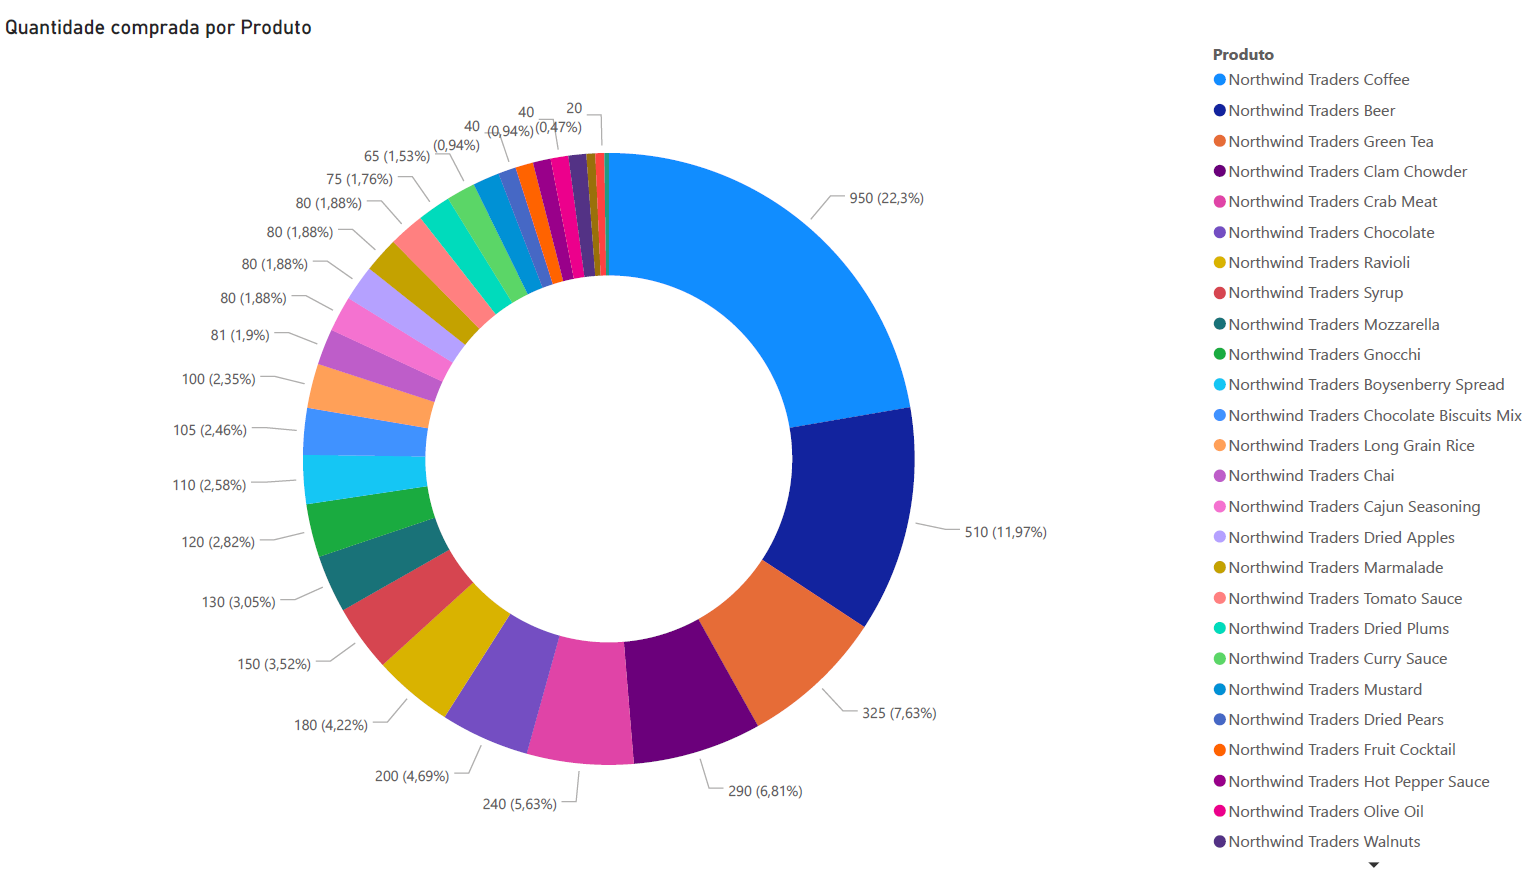 Quantidade comprada por Produto
20
40
(0,47%)
40
(0,94%)
(0,94%)
65 (1,53%)
75 (1,76%)
80 (1,88%)
80 (1,88%)
80 (1,88%)
80 (1,88%)
81 (1,9%)
100 (2,35%)
105 (2,46%)
110 (2,58%)
120 (2,82%)
130 (3,05%)
150 (3,52%)
180 (4,22%)
200 (4,69%)
240 (5,63%)
290 (6,81%)
325 (7,63%)
510 (11,97%)
950 (22,3%)
Produto
Northwind Traders Coffee
Northwind Traders Beer
Northwind Traders Green Tea
Northwind Traders Clam Chowder
Northwind Traders Crab Meat
Northwind Traders Chocolate
Northwind Traders Ravioli
Northwind Traders Syrup
Northwind Traders Mozzarella
Northwind Traders Gnocchi
Northwind Traders Boysenberry Spread
Northwind Traders Chocolate Biscuits Mix
Northwind Traders Long Grain Rice
Northwind Traders Chai
Northwind Traders Cajun Seasoning
Northwind Traders Dried Apples
Northwind Traders Marmalade
Northwind Traders Tomato Sauce
Northwind Traders Dried Plums
Northwind Traders Curry Sauce
Northwind Traders Mustard
Northwind Traders Dried Pears
Northwind Traders Fruit Cocktail
Northwind Traders Hot Pepper Sauce
Northwind Traders Olive Oil
Northwind Traders Walnuts